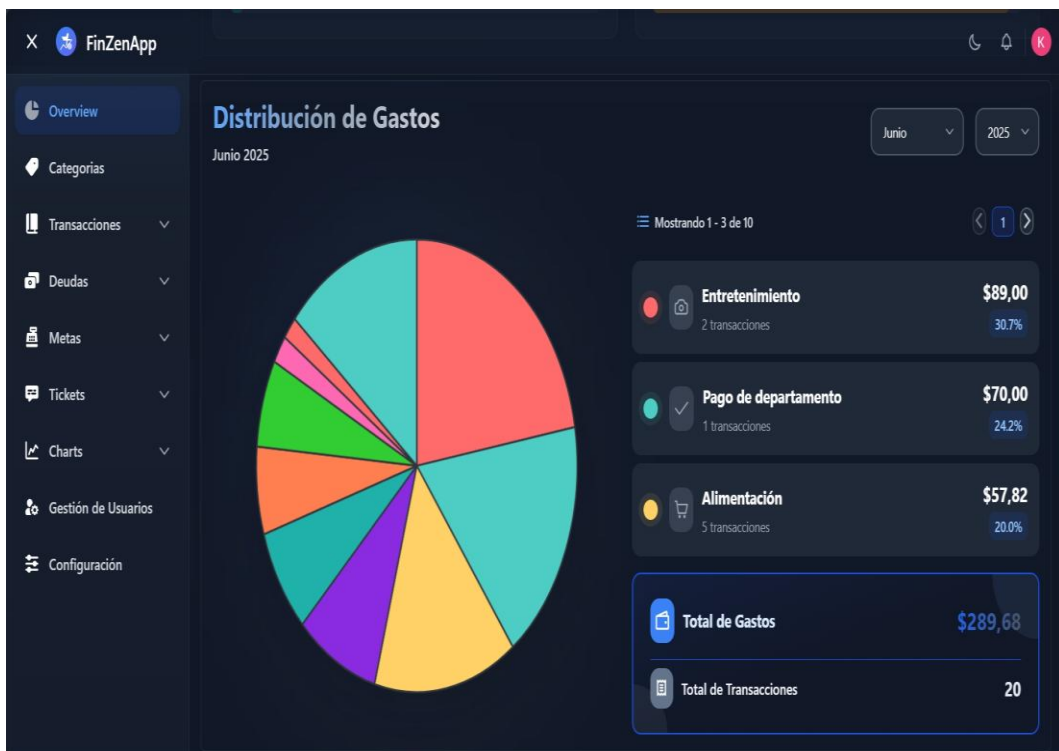 X FinZenApp K
Overview
Categorias
Transacciones
Deudas
Metas
Tickets
Charts
Gestión de Usuarios
Configuración
Distribución de Gastos
Junio 2025
Junio
2025
Mostrando 1 - 3 de 10
1
Entretenimiento
$89,00
2 transacciones
30.7%
Pago de departamento
$70,00
1 transacciones
24.2%
Alimentación
$57,82
5 transacciones
20.0%
Total de Gastos
$289,68
Total de Transacciones
20